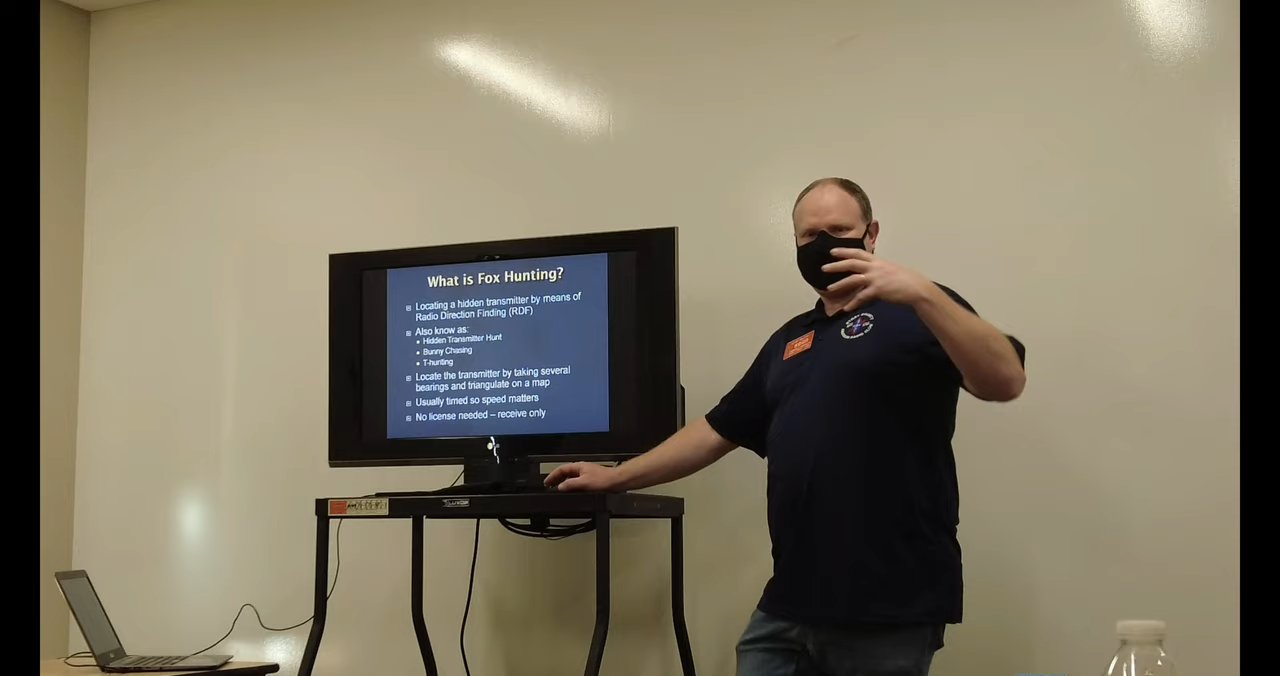 What is Fox Hunting?
Locating a hidden transmitter by means of
Radio Direction Finding (RDF)
Also know as:
Hidden Transmitter Hunt
Bunny Chasing
T-hunting
Locate the transmitter by taking several
bearings and triangulate on a map
Usually timed so speed matters
No license needed – receive only